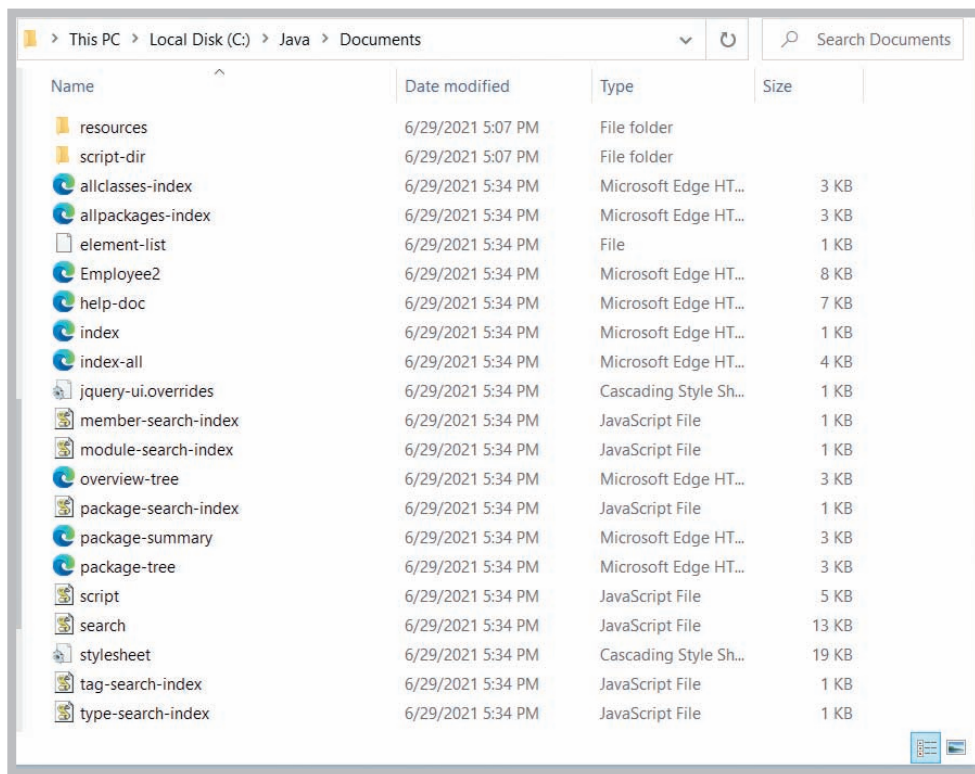 > This PC > Local Disk (C:) > Java > Documents Search Documents
Name Date modified Type Size
resources 6/29/2021 5:07 PM File folder
script-dir 6/29/2021 5:07 PM File folder
allclasses-index 6/29/2021 5:34 PM Microsoft Edge HT... 3 KB
allpackages-index 6/29/2021 5:34 PM Microsoft Edge HT... 3 KB
element-list 6/29/2021 5:34 PM File 1 KB
Employee2 6/29/2021 5:34 PM Microsoft Edge HT... 8 KB
help-doc 6/29/2021 5:34 PM Microsoft Edge HT... 7 KB
index 6/29/2021 5:34 PM Microsoft Edge HT... 1 KB
index-all 6/29/2021 5:34 PM Microsoft Edge HT... 4 KB
jquery-ui.overrides 6/29/2021 5:34 PM Cascading Style Sh... 1 KB
member-search-index 6/29/2021 5:34 PM JavaScript File 1 KB
module-search-index 6/29/2021 5:34 PM JavaScript File 1 KB
overview-tree 6/29/2021 5:34 PM Microsoft Edge HT... 3 KB
package-search-index 6/29/2021 5:34 PM JavaScript File 1 KB
package-summary 6/29/2021 5:34 PM Microsoft Edge HT... 3 KB
package-tree 6/29/2021 5:34 PM Microsoft Edge HT... 3 KB
script 6/29/2021 5:34 PM JavaScript File 5 KB
search 6/29/2021 5:34 PM JavaScript File 13 KB
stylesheet 6/29/2021 5:34 PM Cascading Style Sh... 19 KB
tag-search-index 6/29/2021 5:34 PM JavaScript File 1 KB
type-search-index 6/29/2021 5:34 PM JavaScript File 1 KB